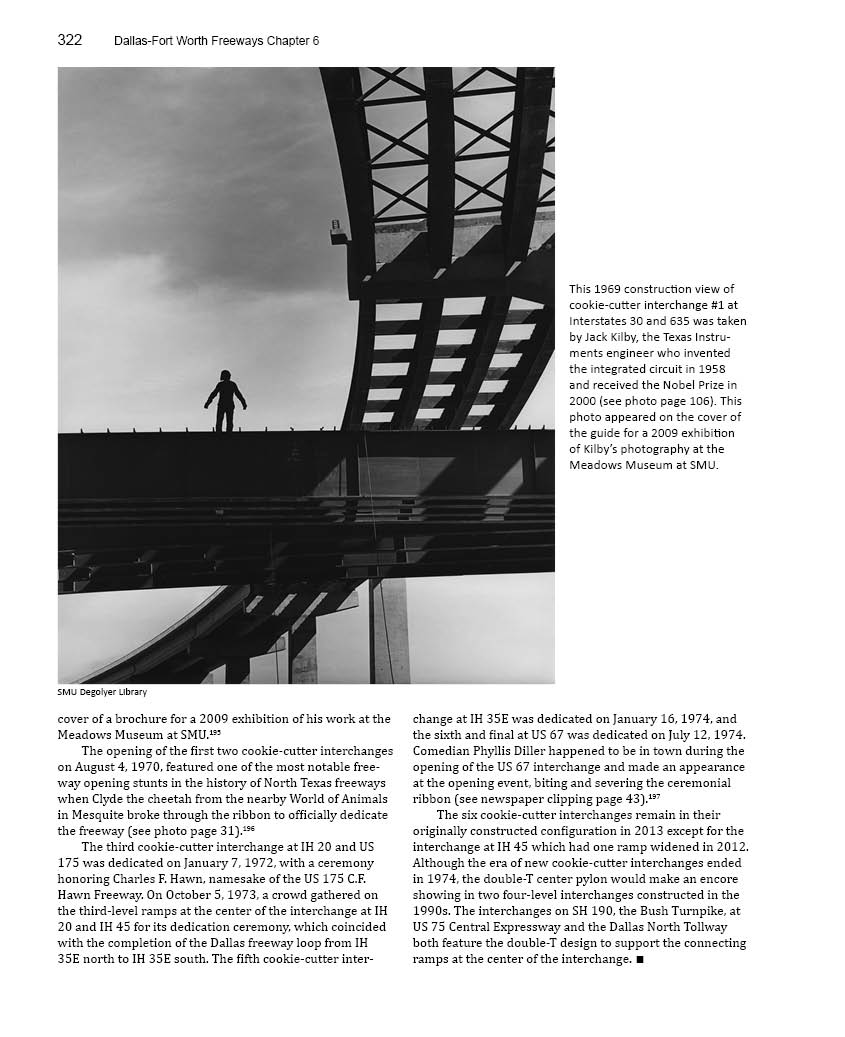 322 Dallas-Fort Worth Freeways Chapter 6
This 1969 construction view of
cookie-cutter interchange #1 at
Interstates 30 and 635 was taken
by Jack Kilby, the Texas Instru-
ments engineer who invented
the integrated circuit in 1958
and received the Nobel Prize in
2000 (see photo page 106). This
photo appeared on the cover of
the guide for a 2009 exhibition
of Kilby's photography at the
Meadows Museum at SMU.
SMU Degolyer Library
cover of a brochure for a 2009 exhibition of his work at the
Meadows Museum at SMU.¹⁹⁵
The opening of the first two cookie-cutter interchanges
on August 4, 1970, featured one of the most notable free-
way opening stunts in the history of North Texas freeways
when Clyde the cheetah from the nearby World of Animals
in Mesquite broke through the ribbon to officially dedicate
the freeway (see photo page 31).¹⁹⁶
The third cookie-cutter interchange at IH 20 and US
175 was dedicated on January 7, 1972, with a ceremony
honoring Charles F. Hawn, namesake of the US 175 C.F.
Hawn Freeway. On October 5, 1973, a crowd gathered on
the third-level ramps at the center of the interchange at IH
20 and IH 45 for its dedication ceremony, which coincided
with the completion of the Dallas freeway loop from IH
35E north to IH 35E south. The fifth cookie-cutter inter-
change at IH 35E was dedicated on January 16, 1974, and
the sixth and final at US 67 was dedicated on July 12, 1974.
Comedian Phyllis Diller happened to be in town during the
opening of the US 67 interchange and made an appearance
at the opening event, biting and severing the ceremonial
ribbon (see newspaper clipping page 43).¹⁹⁷
The six cookie-cutter interchanges remain in their
originally constructed configuration in 2013 except for the
interchange at IH 45 which had one ramp widened in 2012.
Although the era of new cookie-cutter interchanges ended
in 1974, the double-T center pylon would make an encore
showing in two four-level interchanges constructed in the
1990s. The interchanges on SH 190, the Bush Turnpike, at
US 75 Central Expressway and the Dallas North Tollway
both feature the double-T design to support the connecting
ramps at the center of the interchange. ■